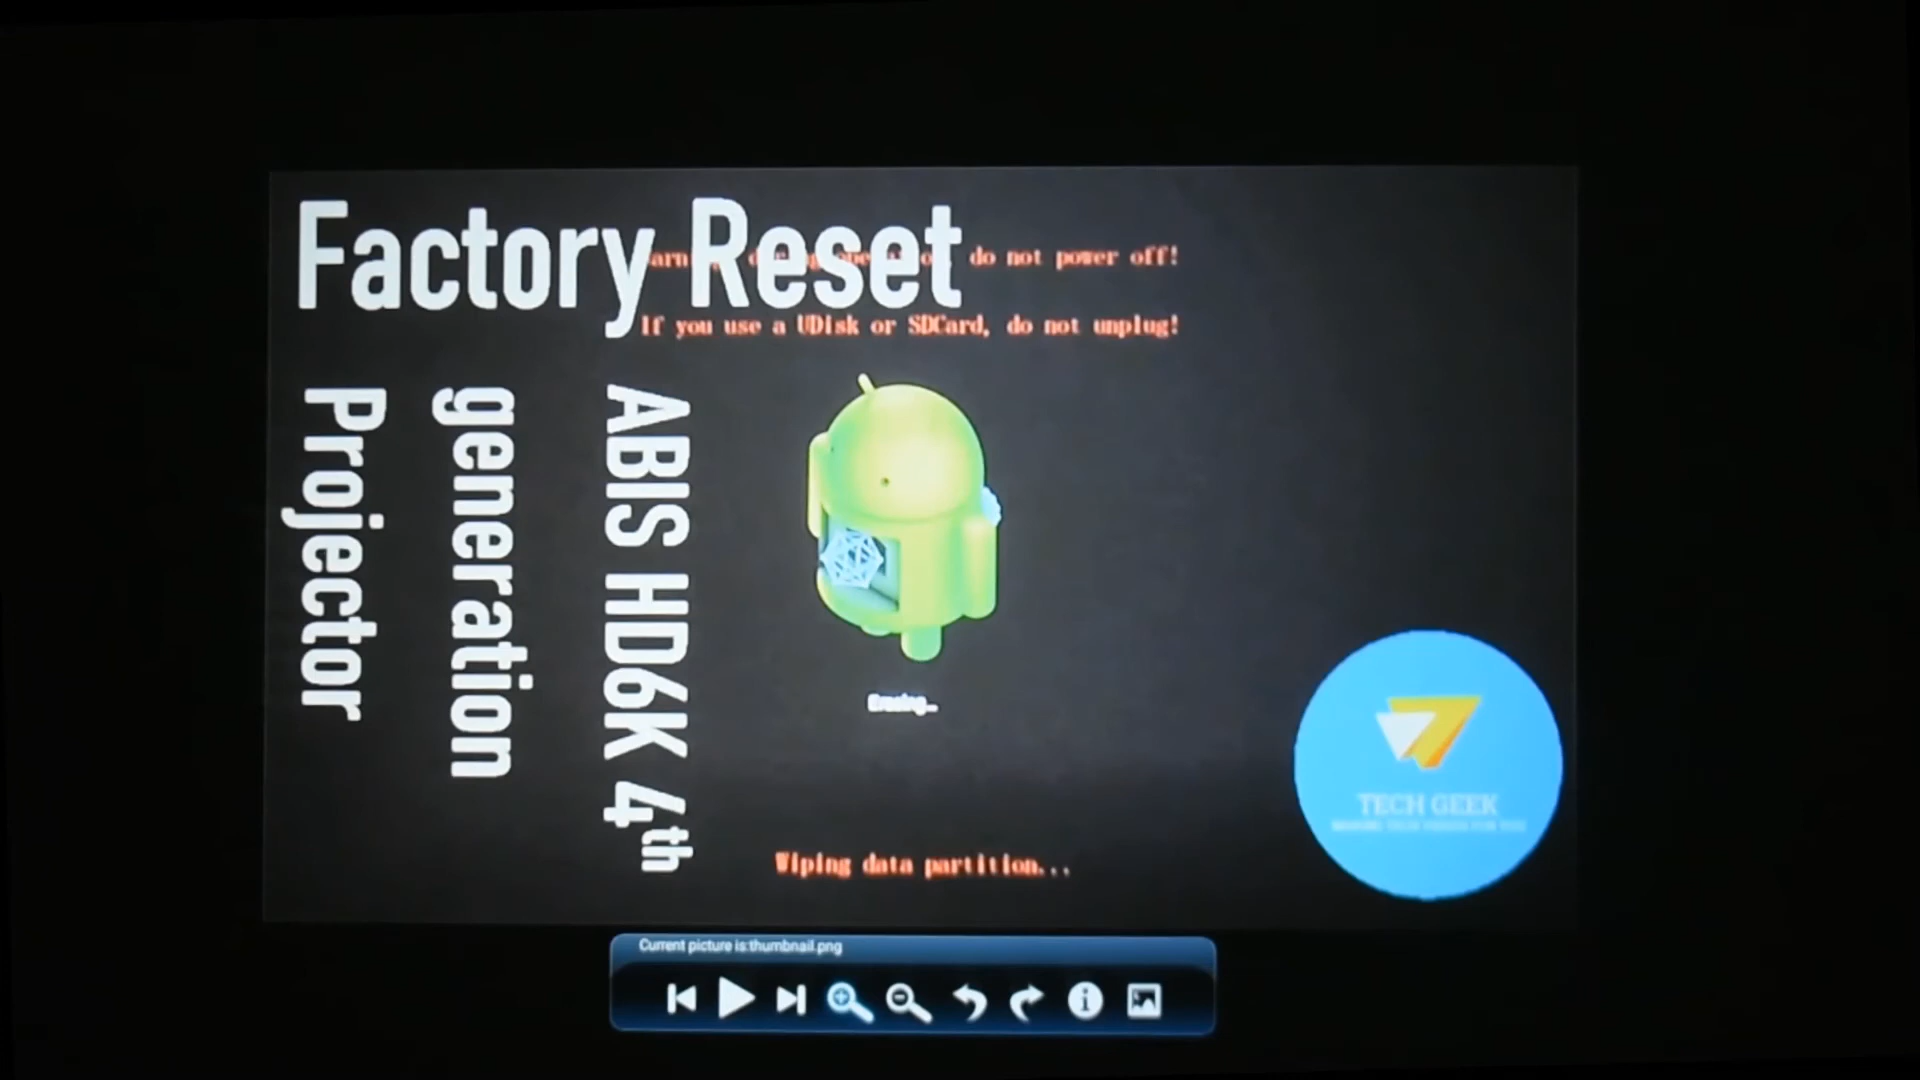 Factory Reset
do not power off!
If you use a UDisk or SDCard, do not unplug!
ABIS HD6K 4th
generation
Projector
Erasing...
TECH GEEK
Wiping data partition...
Current picture is:thumbnail.png